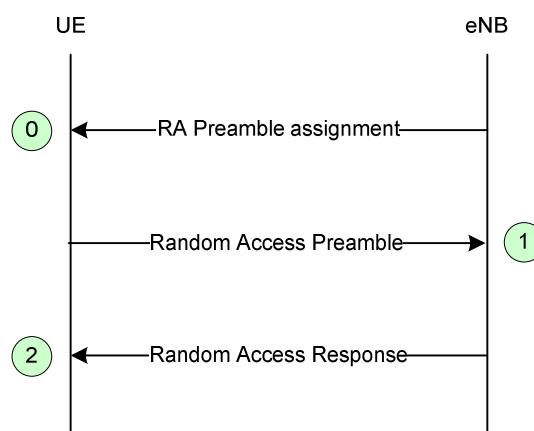 UE
eNB
0
RA Preamble assignment
Random Access Preamble
1
2
Random Access Response